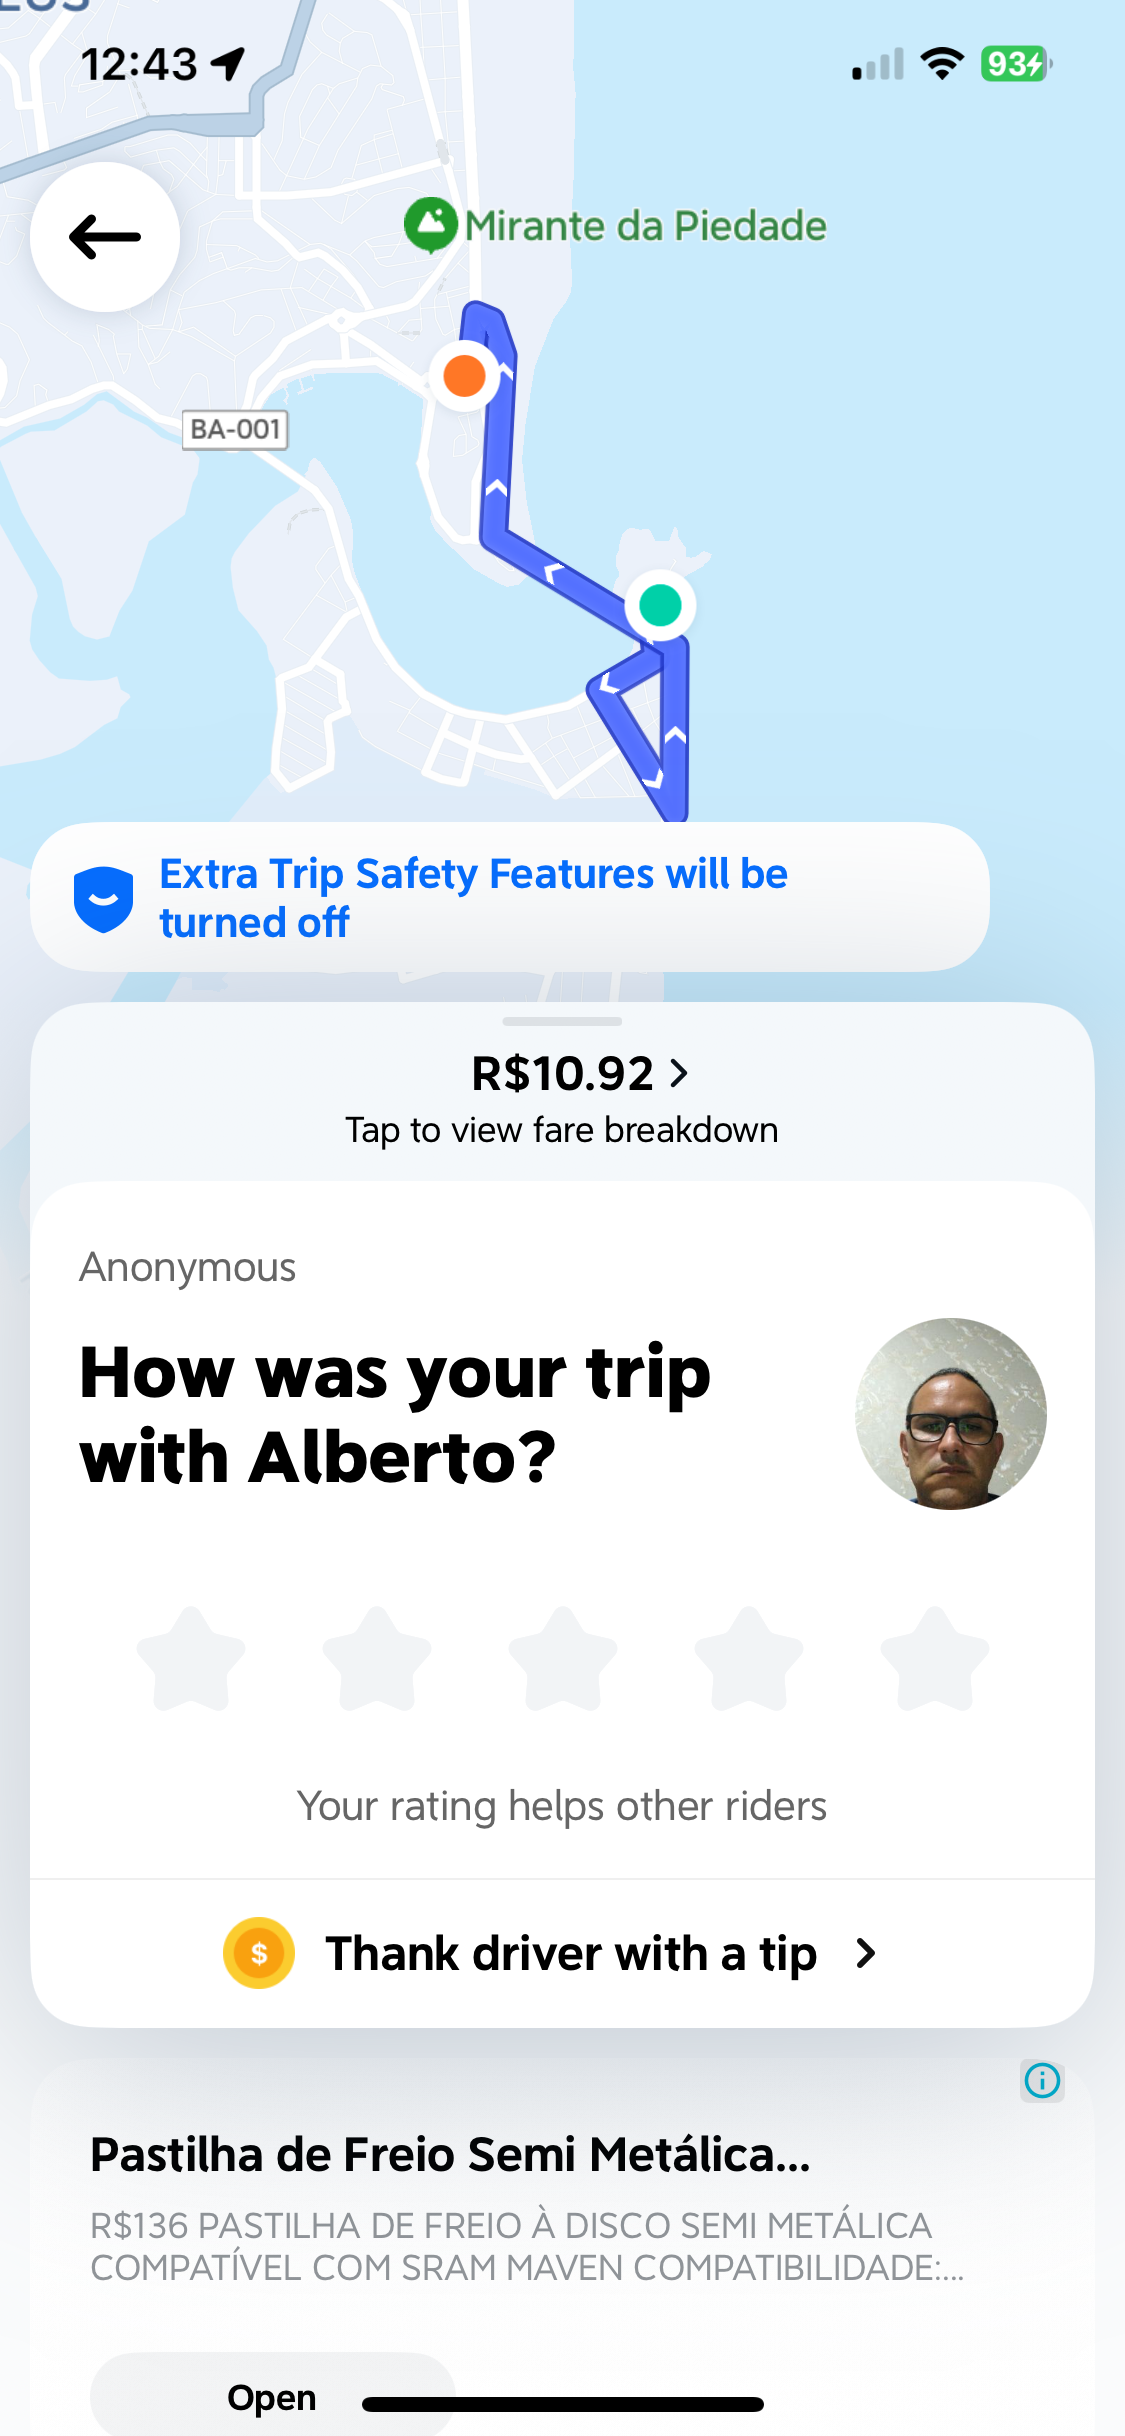 12:43
93
Mirante da Piedade
BA-001
Extra Trip Safety Features will be
turned off
R$10.92
Tap to view fare breakdown
Anonymous
How was your trip
with Alberto?
Your rating helps other riders
$ Thank driver with a tip
Pastilha de Freio Semi Metálica...
R$136 PASTILHA DE FREIO À DISCO SEMI METÁLICA
COMPATÍVEL COM SRAM MAVEN COMPATIBILIDADE:...
Open